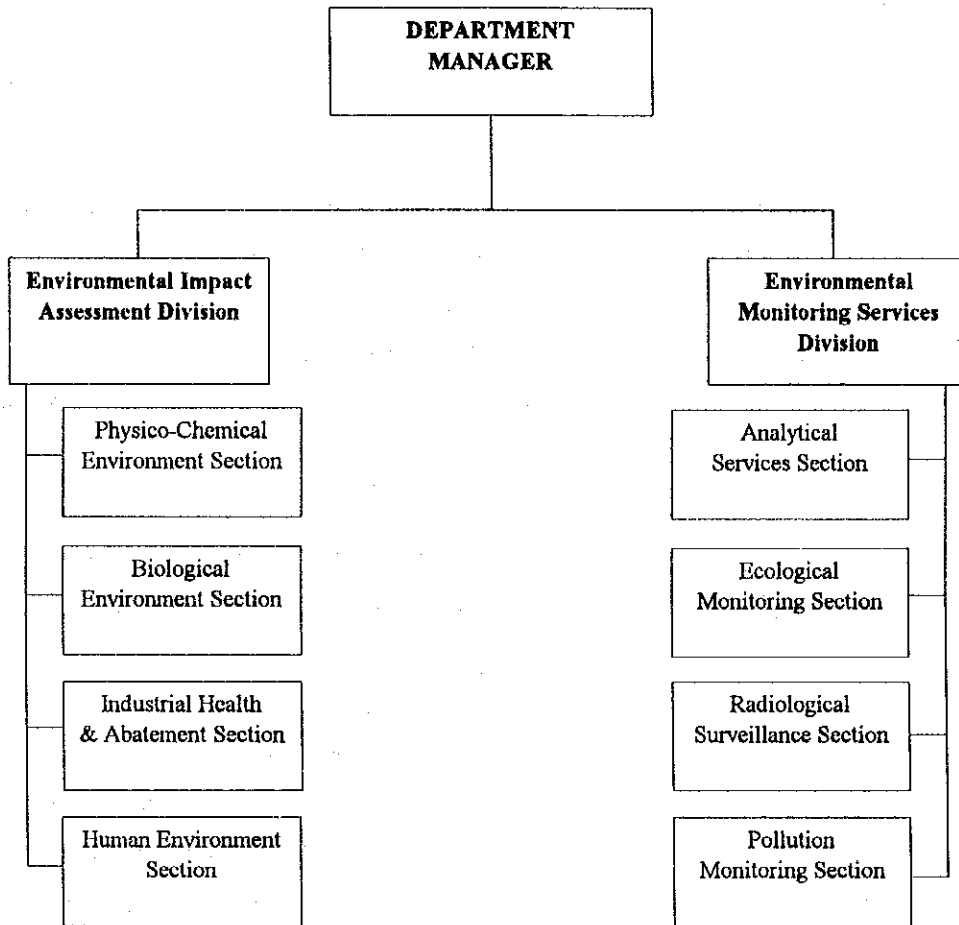 DEPARTMENT
MANAGER
Environmental Impact
Assessment Division
Physico-Chemical
Environment Section
Biological
Environment Section
Industrial Health
& Abatement Section
Human Environment
Section
Environmental
Monitoring Services
Division
Analytical
Services Section
Ecological
Monitoring Section
Radiological
Surveillance Section
Pollution
Monitoring Section